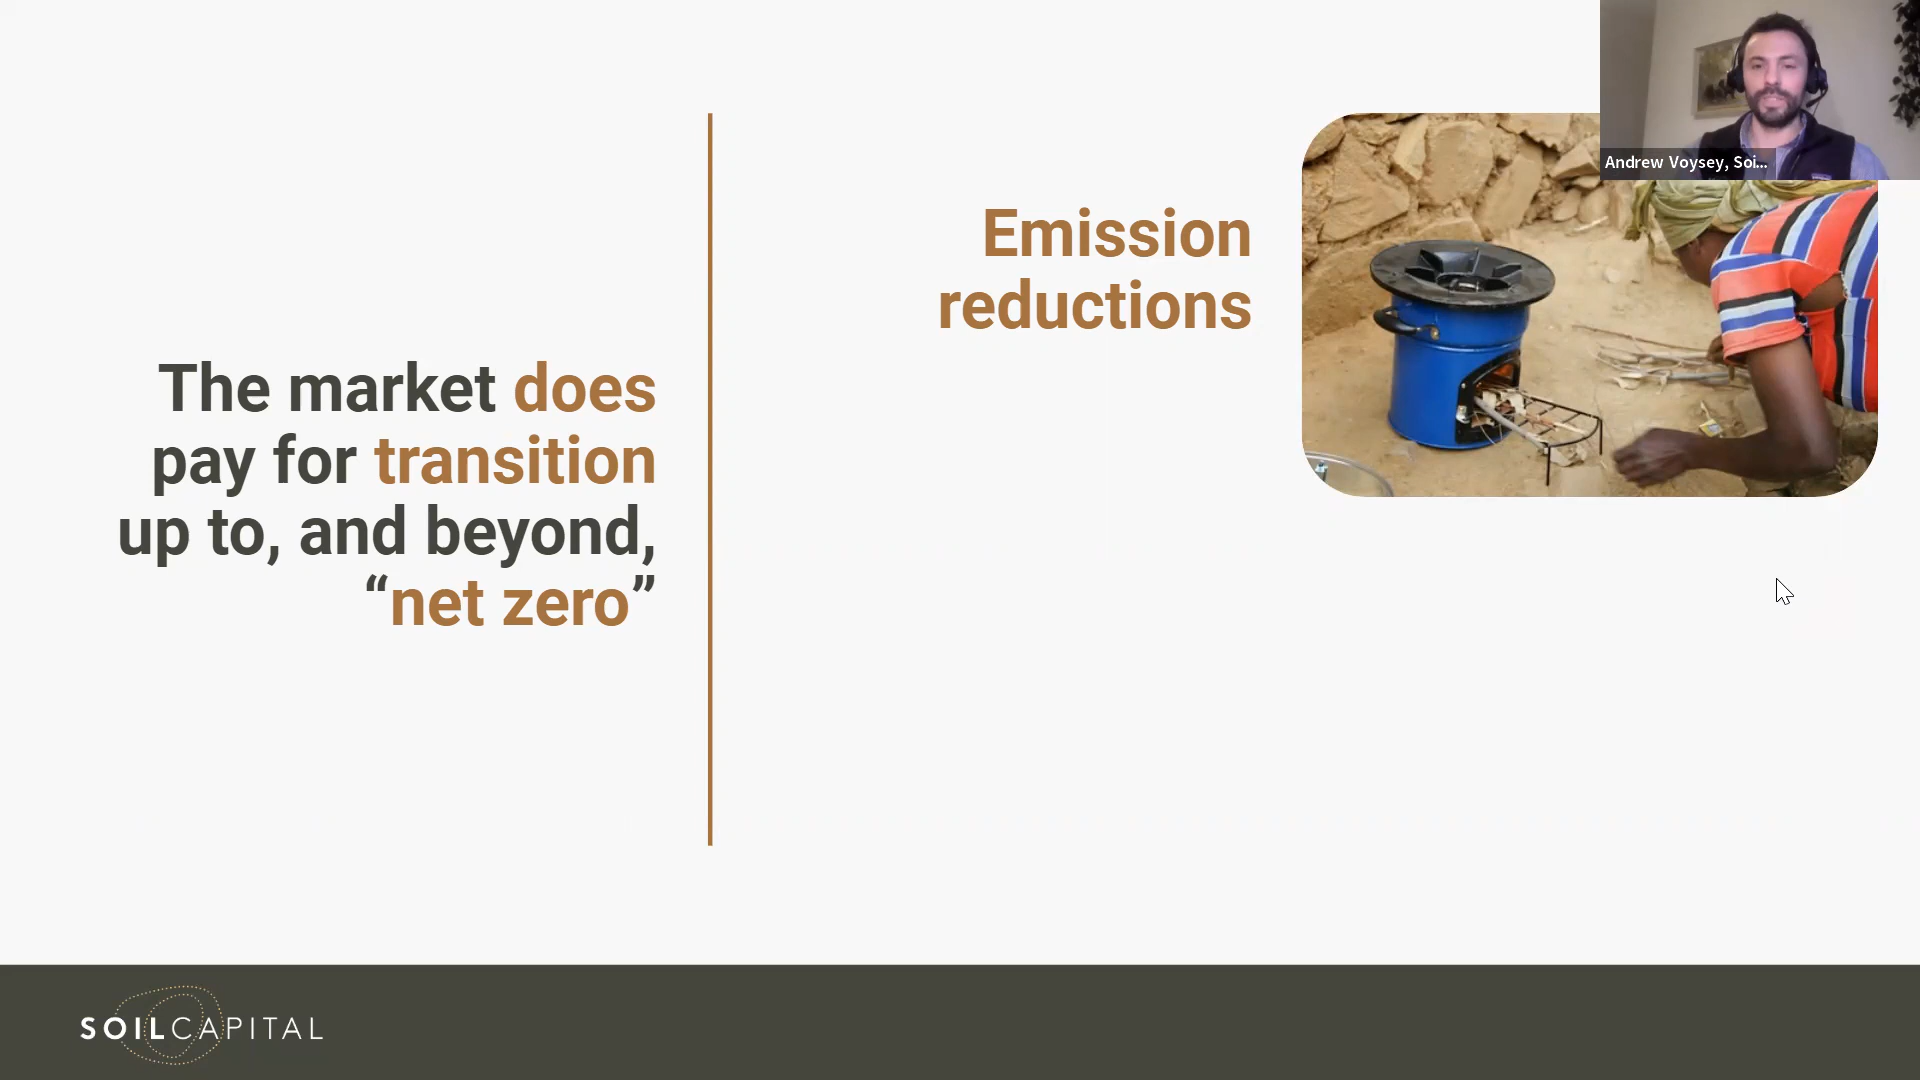 The market does
pay for transition
up to, and beyond,
“net zero”
Emission
reductions
Andrew Voysey, Soi...
SOILCAPITAL